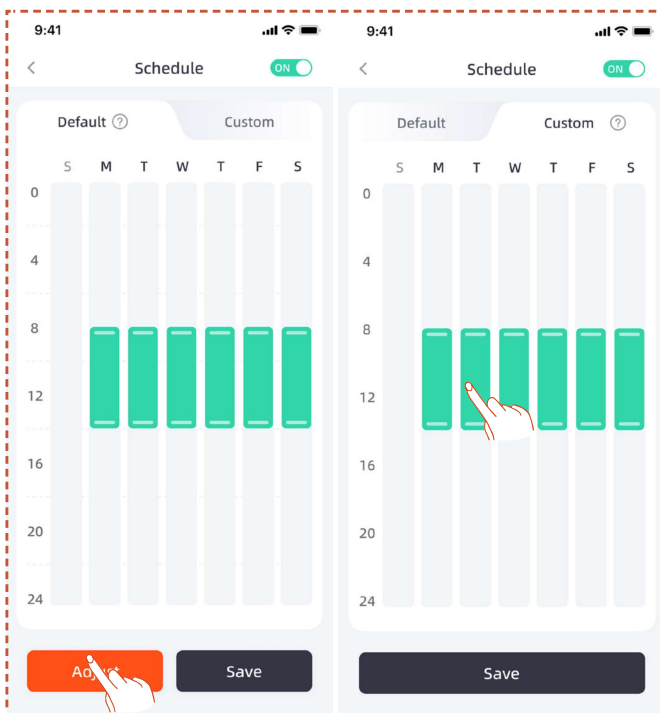 9:41
Schedule
ON
Default ?
Custom
S M T W T F S
0
4
8
12
16
20
24
Adjust
Save
9:41
Schedule
ON
Default
Custom ?
S M T W T F S
0
4
8
12
16
20
24
Save